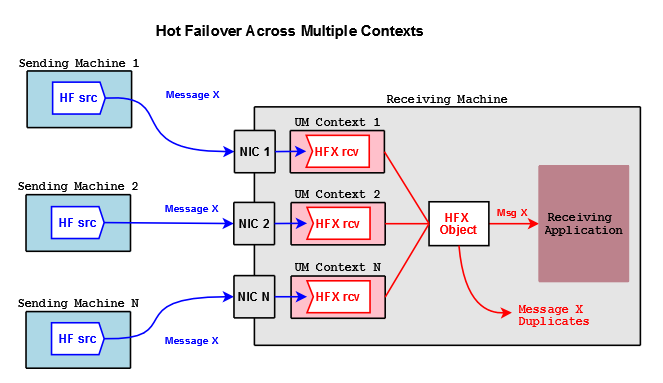 Hot Failover Across Multiple Contexts
Sending Machine 1
HF src
Message X
Receiving Machine
UM Context 1
NIC 1
HFX rcv
Sending Machine 2
HF src
Message X
UM Context 2
NIC 2
HFX rcv
HFX
Object
Msg X
Receiving
Application
UM Context N
NIC N
HFX rcv
Sending Machine N
HF src
Message X
Message X
Duplicates